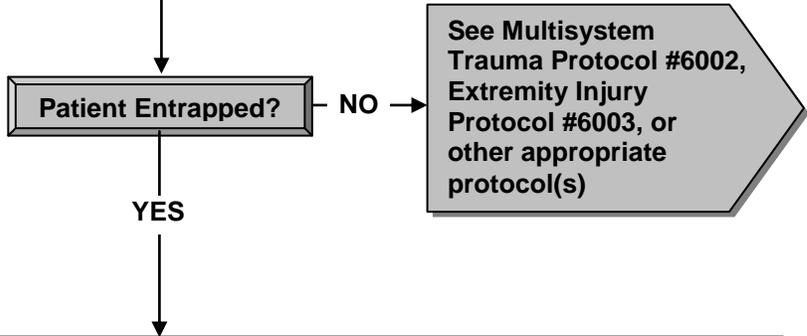 Patient Entrapped?
NO
See Multisystem
Trauma Protocol #6002,
Extremity Injury
Protocol #6003, or
other appropriate
protocol(s)
YES